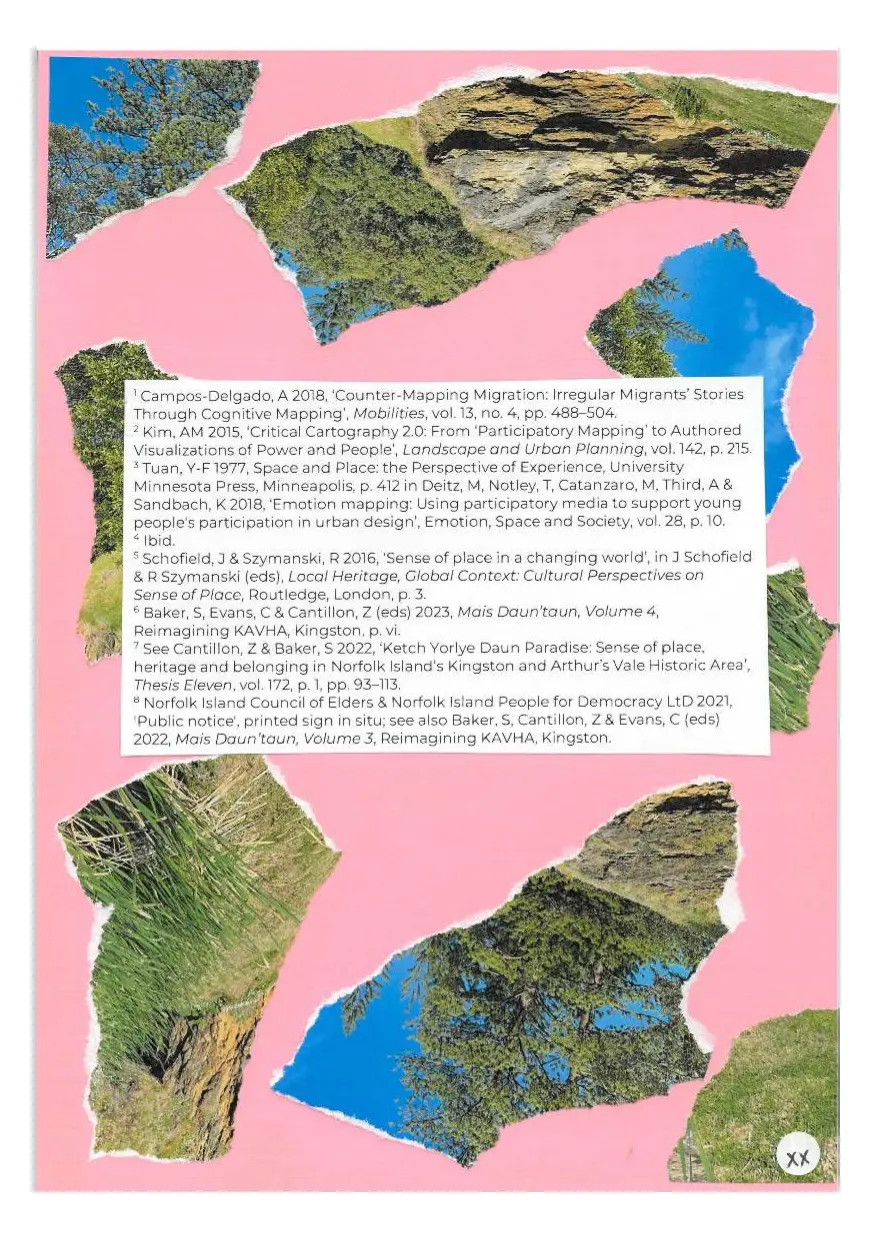 ¹ Campos-Delgado, A 2018, ‘Counter-Mapping Migration: Irregular Migrants’ Stories
Through Cognitive Mapping’, Mobilities, vol. 13, no. 4, pp. 488–504.
² Kim, AM 2015, ‘Critical Cartography 2.0: From ‘Participatory Mapping’ to Authored
Visualizations of Power and People’, Landscape and Urban Planning, vol. 142, p. 215.
³ Tuan, Y-F 1977, Space and Place: the Perspective of Experience, University
Minnesota Press, Minneapolis, p. 412 in Deitz, M, Notley, T, Catanzaro, M, Third, A &
Sandbach, K 2018, ‘Emotion mapping: Using participatory media to support young
people's participation in urban design’, Emotion, Space and Society, vol. 28, p. 10.
⁴ Ibid.
⁵ Schofield, J & Szymanski, R 2016, ‘Sense of place in a changing world’, in J Schofield
& R Szymanski (eds), Local Heritage, Global Context: Cultural Perspectives on
Sense of Place, Routledge, London, p. 3.
⁶ Baker, S, Evans, C & Cantillon, Z (eds) 2023, Mais Daun’taun, Volume 4,
Reimagining KAVHA, Kingston, p. vi.
⁷ See Cantillon, Z & Baker, S 2022, ‘Ketch Yorlye Daun Paradise: Sense of place,
heritage and belonging in Norfolk Island’s Kingston and Arthur’s Vale Historic Area’,
Thesis Eleven, vol. 172, p. 1, pp. 93–113.
⁸ Norfolk Island Council of Elders & Norfolk Island People for Democracy LtD 2021,
'Public notice', printed sign in situ; see also Baker, S, Cantillon, Z & Evans, C (eds)
2022, Mais Daun’taun, Volume 3, Reimagining KAVHA, Kingston.
xx